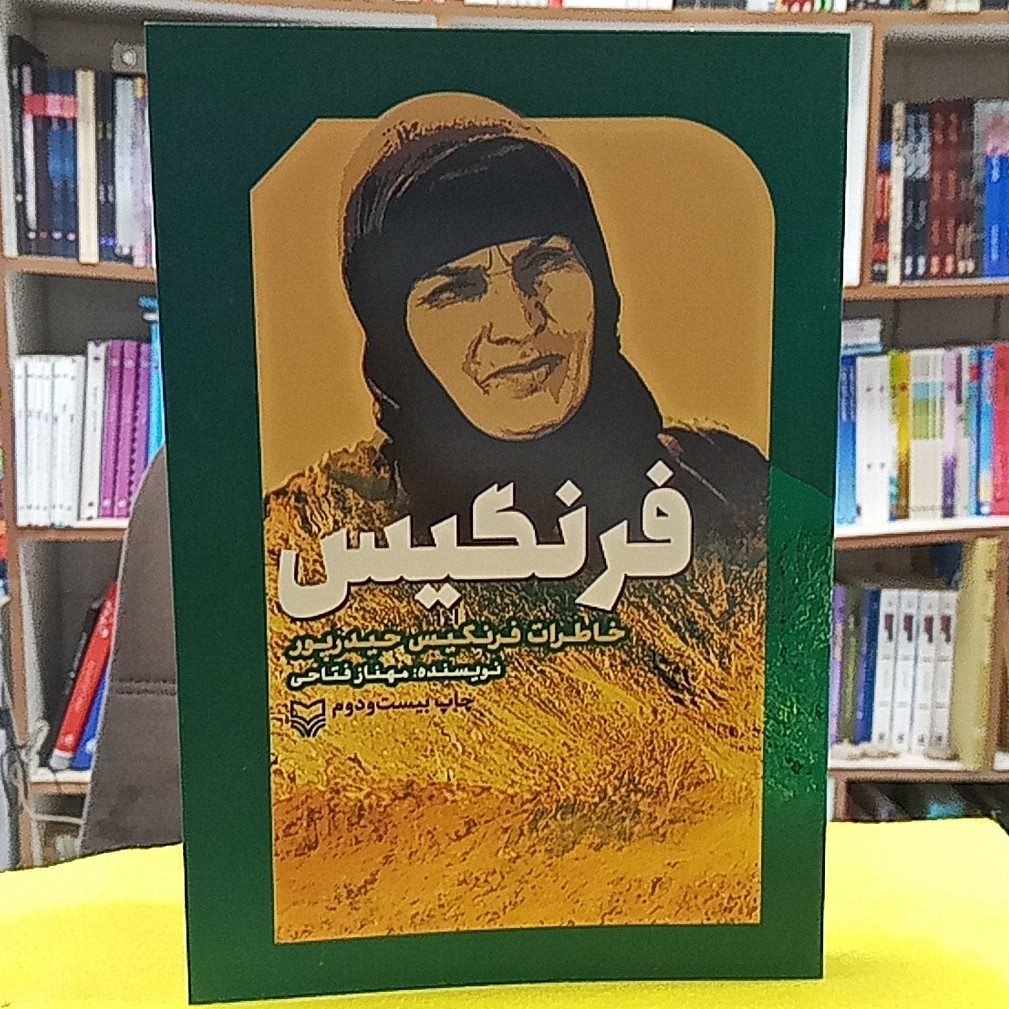 فرنگیس
خاطرات فرنگیس حیدرپور
نویسنده: مهناز فتاحی
چاپ بیست‌ودوم